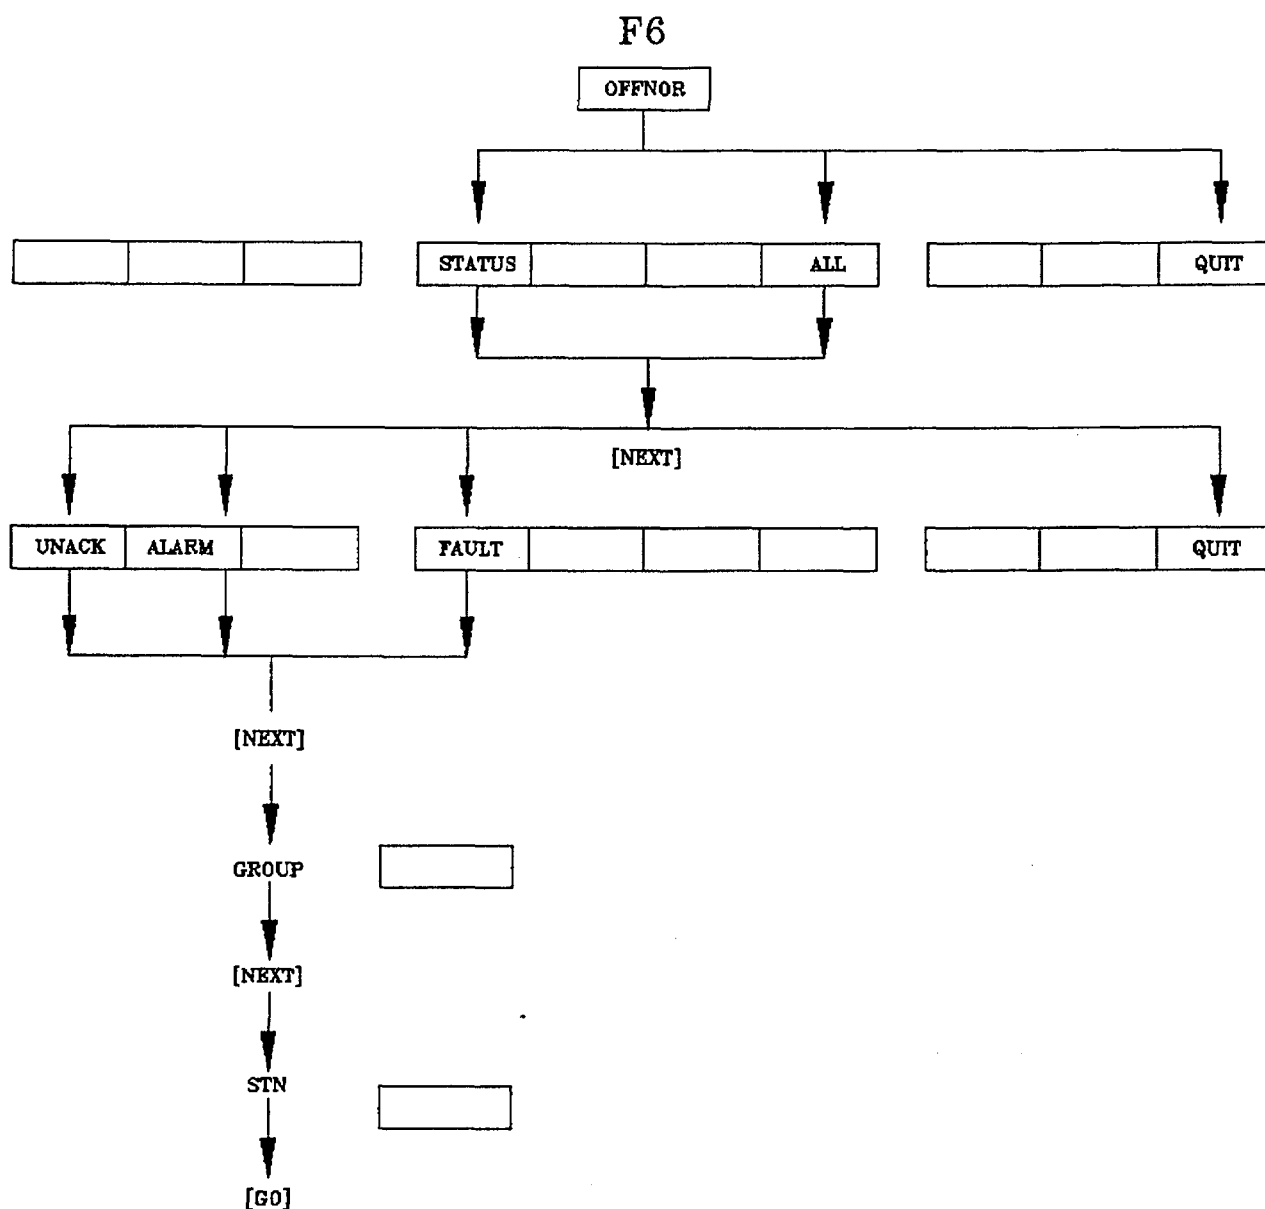 F6
OFFNOR
STATUS ALL QUIT
[NEXT]
UNACK ALARM FAULT QUIT
[NEXT]
GROUP
[NEXT]
STN
[GO]